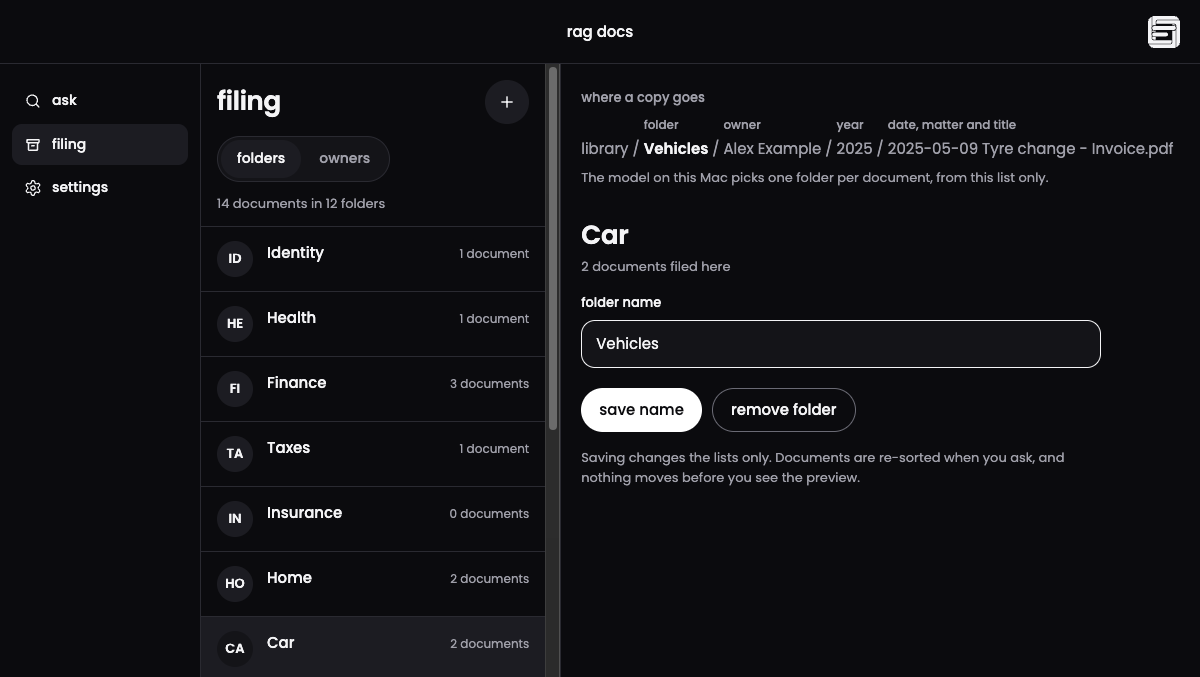 rag docs
ask
filing
settings
filing
+
folders owners
14 documents in 12 folders
ID Identity 1 document
HE Health 1 document
FI Finance 3 documents
TA Taxes 1 document
IN Insurance 0 documents
HO Home 2 documents
CA Car 2 documents
where a copy goes
folder owner year date, matter and title
library / Vehicles / Alex Example / 2025 / 2025-05-09 Tyre change - Invoice.pdf
The model on this Mac picks one folder per document, from this list only.
Car
2 documents filed here
folder name
Vehicles
save name remove folder
Saving changes the lists only. Documents are re-sorted when you ask, and
nothing moves before you see the preview.